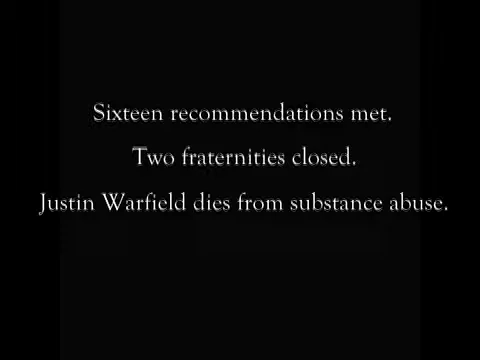 Sixteen recommendations met.
Two fraternities closed.
Justin Warfield dies from substance abuse.